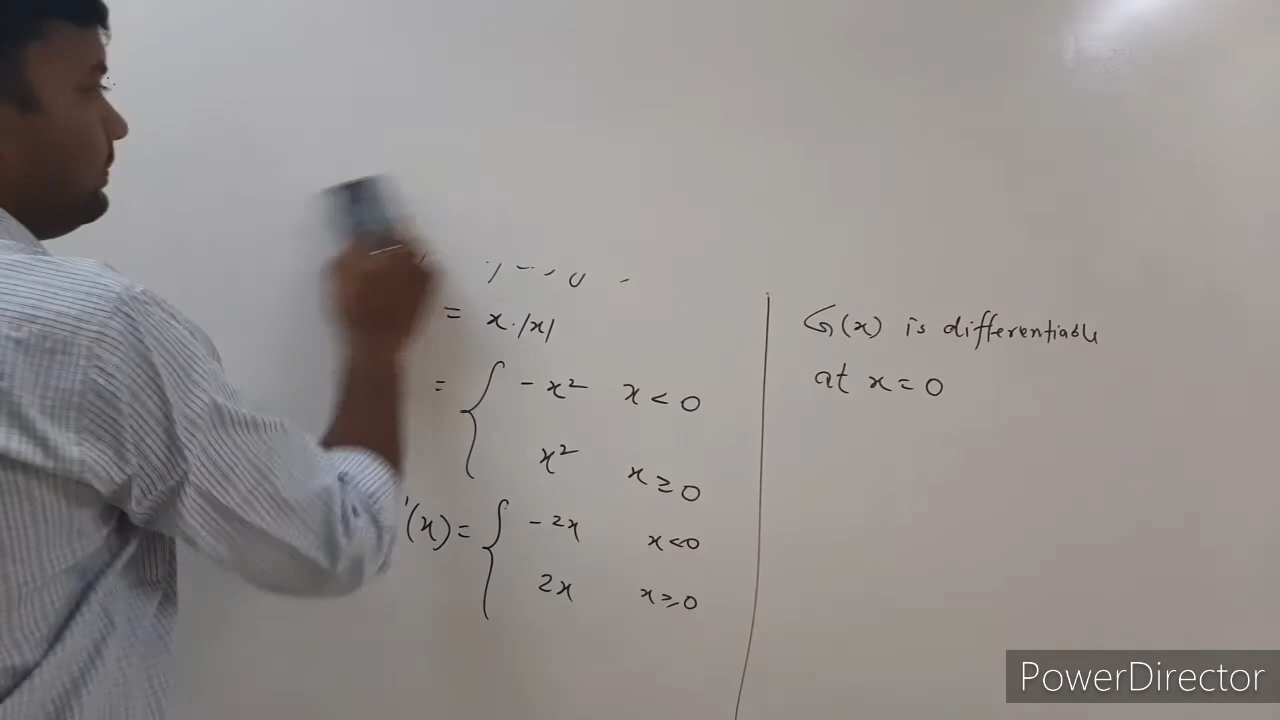 = x.|x|
= { -x² x < 0
x² x ≥ 0
'(x) = { -2x x<0
2x x≥0
G(x) is differentiable
at x = 0
PowerDirector